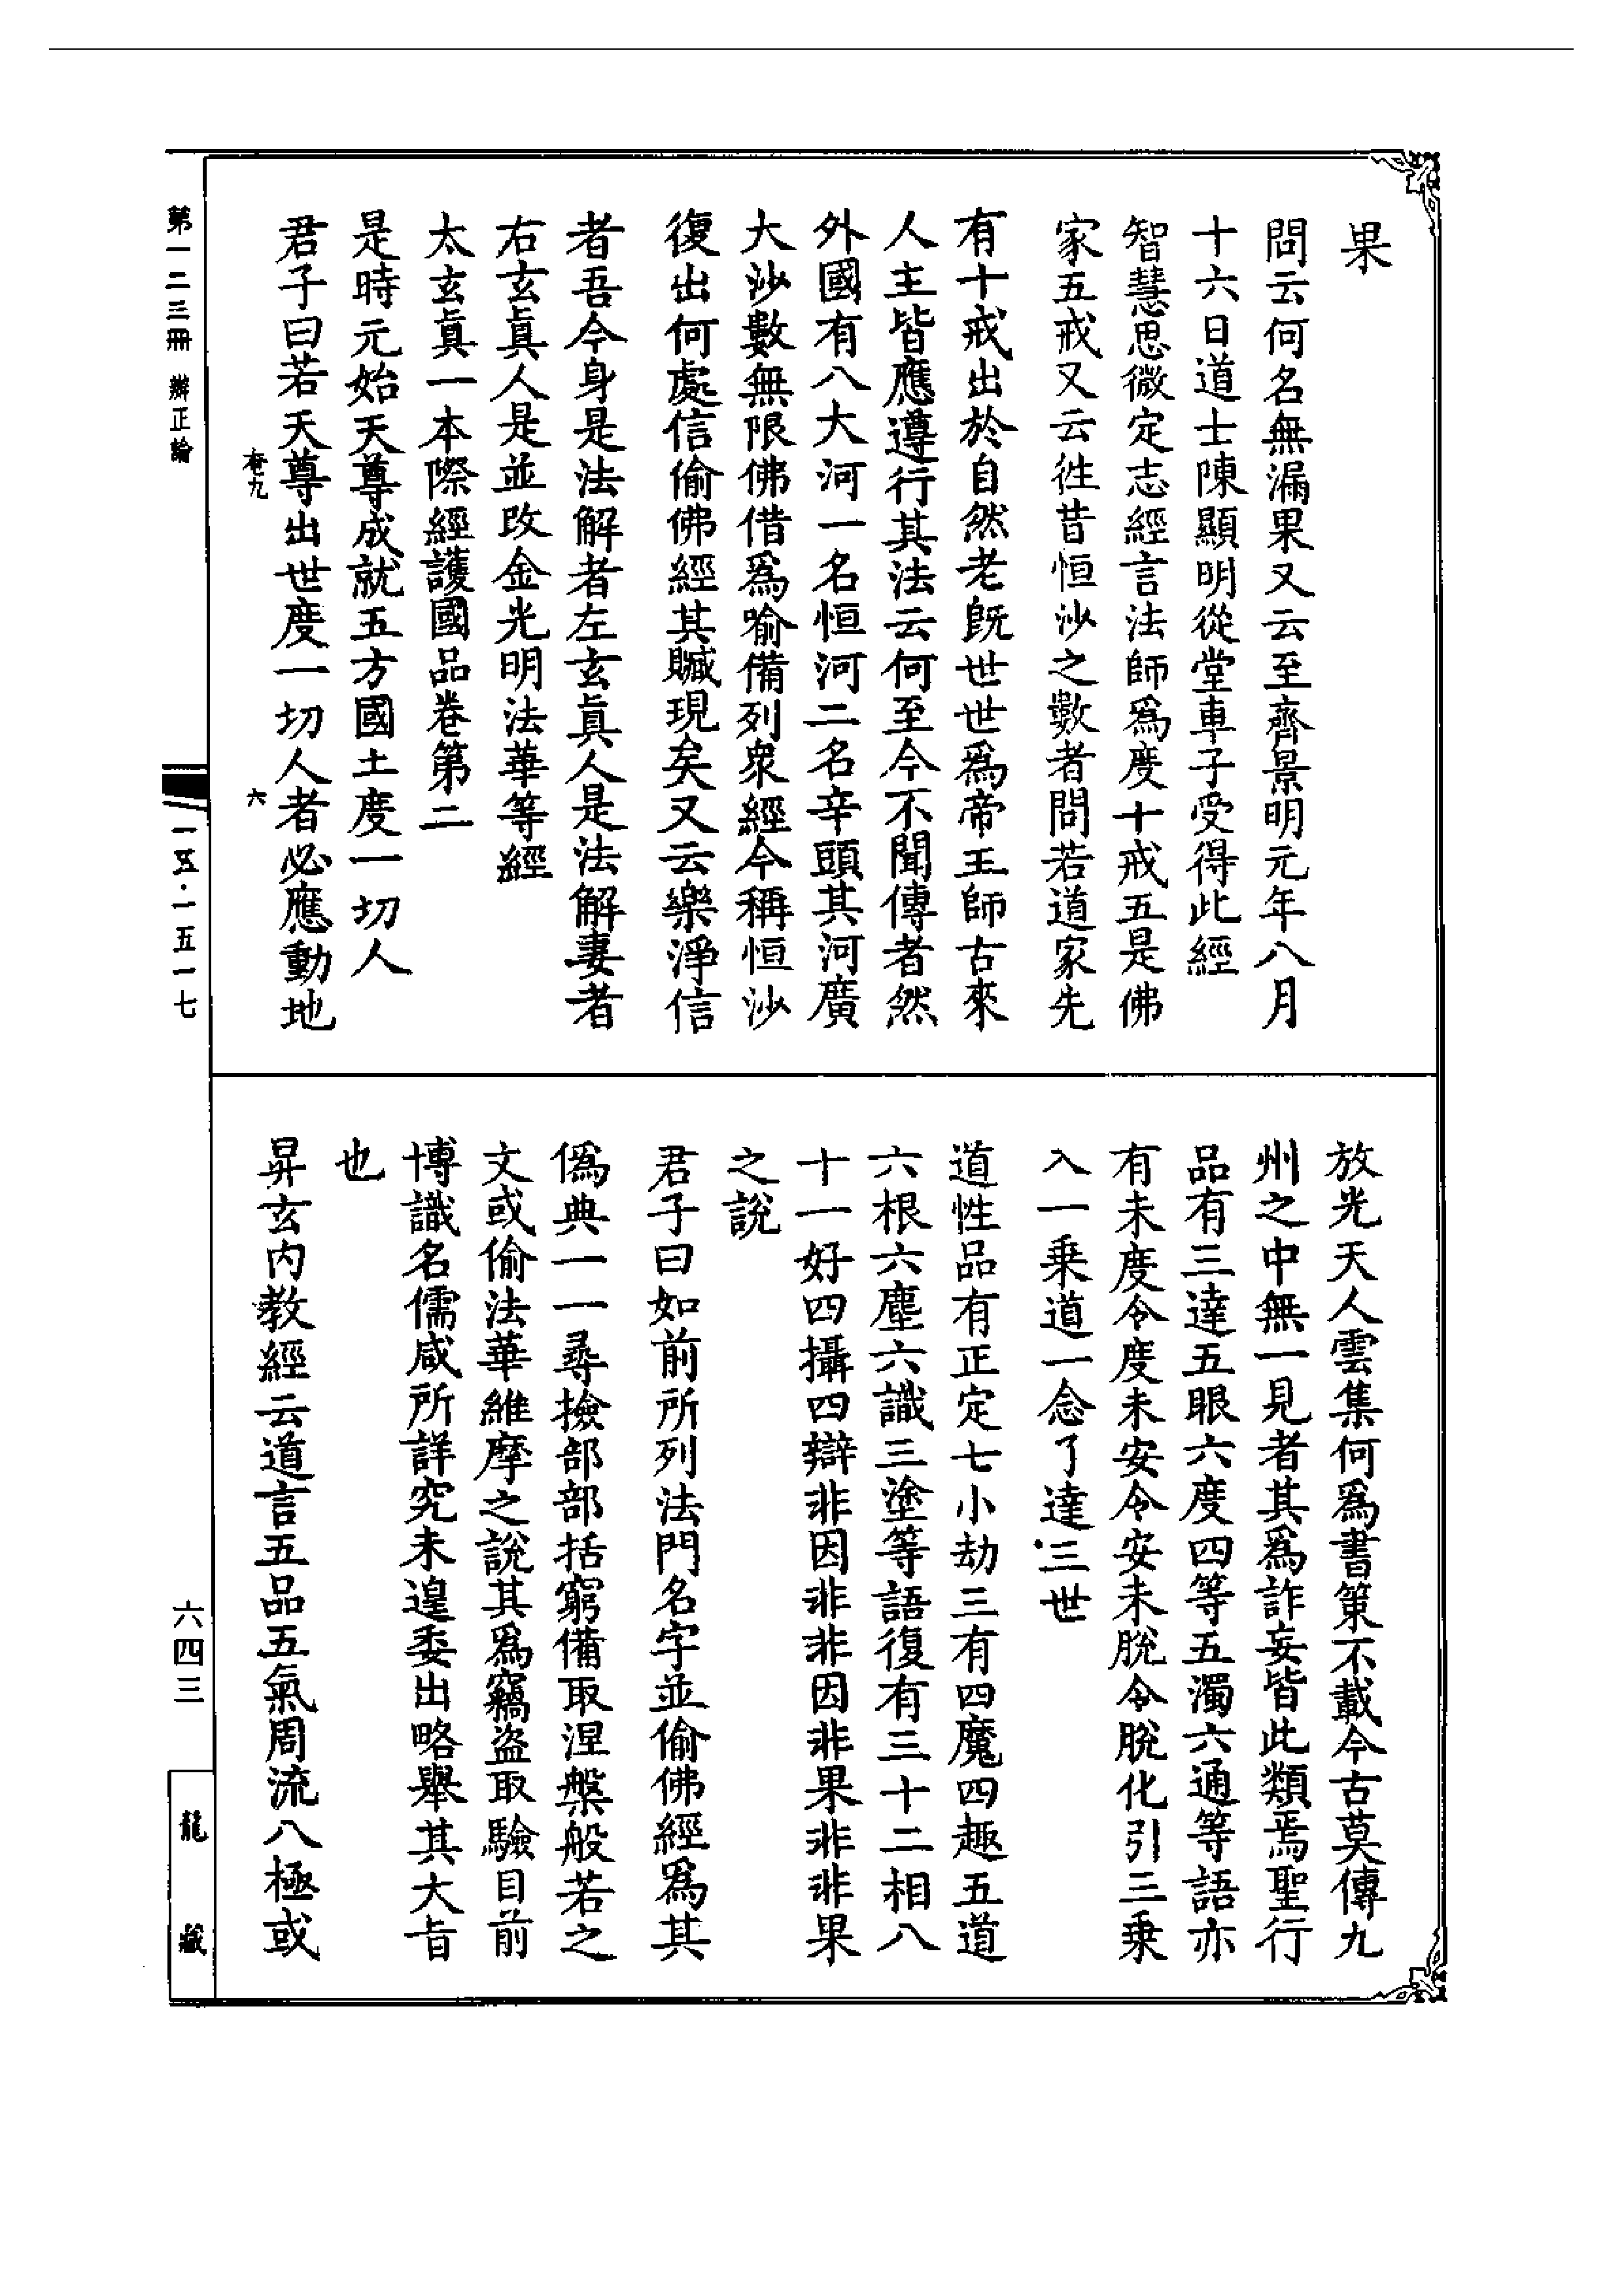 果
問云何名無漏果又云至齊景明元年八月
十六日道士陳顯明從堂車子受得此經
智慧思微定志經言法師爲度十戒五是佛
家五戒又云徃昔恒沙之數者問若道家先
有十戒出於自然老既世世爲帝王師古來
人主皆應遵行其法云何至今不聞傳者然
外國有八大河一名恒河二名辛頭其河廣
大沙數無限佛借爲喻備列衆經今稱恒沙
復出何處信偷佛經其贓現矣又云樂淨信
者吾今身是法解者左玄眞人是法解妻者
右玄眞人是並改金光明法華等經
太玄眞一本際經護國品卷第二
是時元始天尊成就五方國土度一切人
君子曰若天尊出世度一切人者必應動地
放光天人雲集何爲書策不載今古莫傳九
州之中無一見者其爲詐妄皆此類焉聖行
品有三達五眼六度四等五濁六通等語亦
有未度令度未安令安未脫令脫化引三乗
入一乗道一念了達三世
道性品有正定七小劫三有四魔四趣五道
六根六塵六識三塗等語復有三十二相八
十一好四攝四辯非因非非因非果非非果
之說
君子曰如前所列法門名字並偷佛經爲其
僞典一一尋撿部部括窮備取涅槃般若之
文或偷法華維摩之說其爲竊盗取驗目前
博識名儒咸所詳究未遑委出略舉其大旨
也
昇玄内教經云道言五品五氣周流八極或
第一二三冊 辯正論
九
六
一五·一五一七
六四三
龍藏